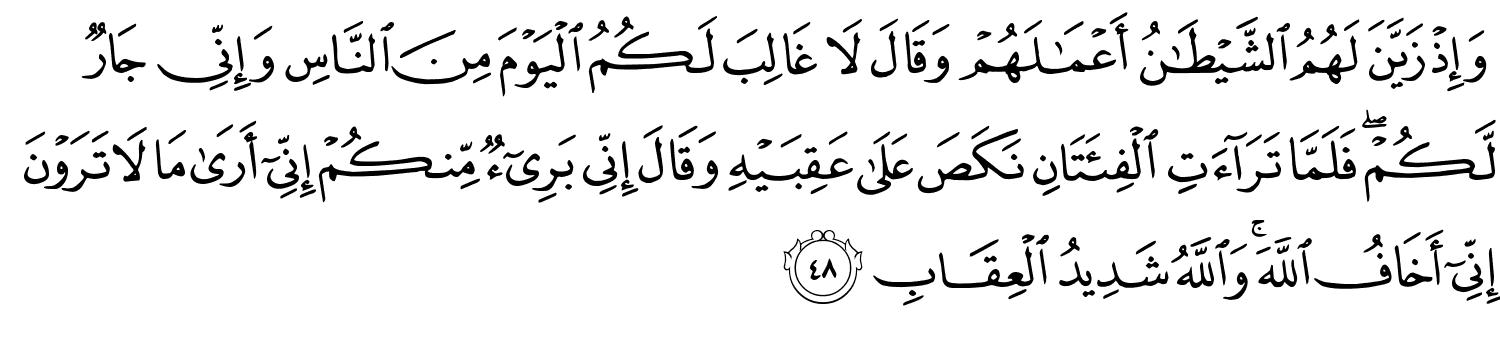 وَإِذْ زَيَّنَ لَهُمُ ٱلشَّيْطَـٰنُ أَعْمَـٰلَهُمْ وَقَالَ لَا غَالِبَ لَكُمُ ٱلْيَوْمَ مِنَ ٱلنَّاسِ وَإِنِّى جَارٌۭ
لَّكُمْ ۖ فَلَمَّا تَرَآءَتِ ٱلْفِئَتَانِ نَكَصَ عَلَىٰ عَقِبَيْهِ وَقَالَ إِنِّى بَرِىٓءٌۭ مِّنكُمْ إِنِّىٓ أَرَىٰ مَا لَا تَرَوْنَ
إِنِّىٓ أَخَافُ ٱللَّهَ ۚ وَٱللَّهُ شَدِيدُ ٱلْعِقَابِ ٤٨